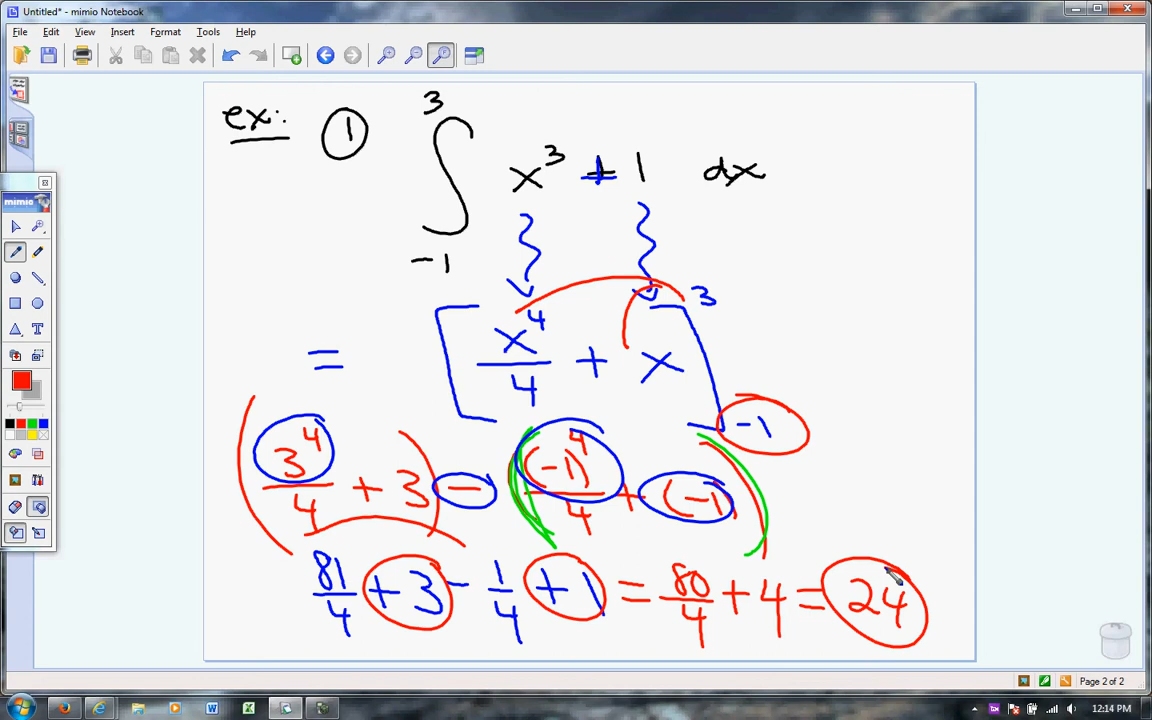 Untitled* - mimio Notebook
File Edit View Insert Format Tools Help
ex: ① ∫ from -1 to 3 x³ + 1 dx
= [x⁴/4 + x] 3 -1
(3⁴/4 + 3) - ((-1)⁴/4 + (-1))
81/4 + 3 - 1/4 + 1 = 80/4 + 4 = 24
mimio
Page 2 of 2
12:14 PM